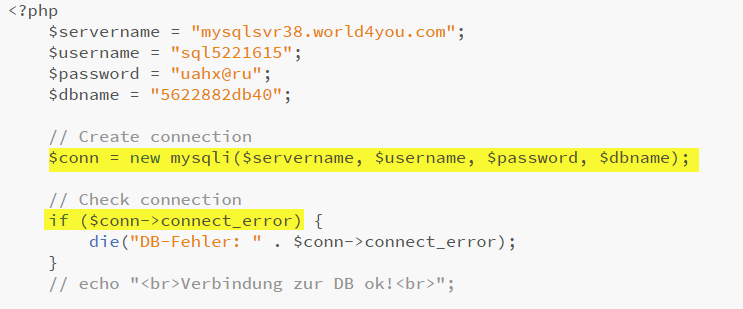 <?php
$servername = "mysqlsvr38.world4you.com";
$username = "sql5221615";
$password = "uahx@ru";
$dbname = "5622882db40";
// Create connection
$conn = new mysqli($servername, $username, $password, $dbname);
// Check connection
if ($conn->connect_error) {
die("DB-Fehler: " . $conn->connect_error);
}
// echo "<br>Verbindung zur DB ok!<br>";